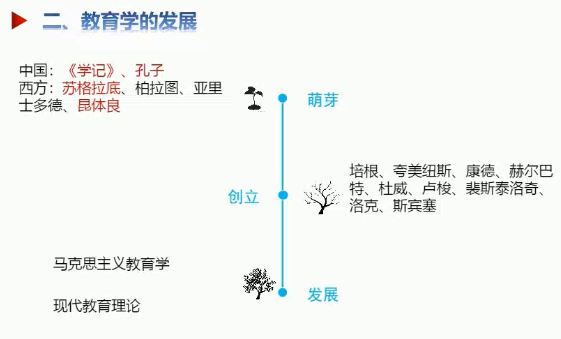 二、教育学的发展
中国：《学记》、孔子
西方：苏格拉底、柏拉图、亚里
士多德、昆体良
萌芽
培根、夸美纽斯、康德、赫尔巴
特、杜威、卢梭、裴斯泰洛奇、
洛克、斯宾塞
创立
马克思主义教育学
现代教育理论
发展